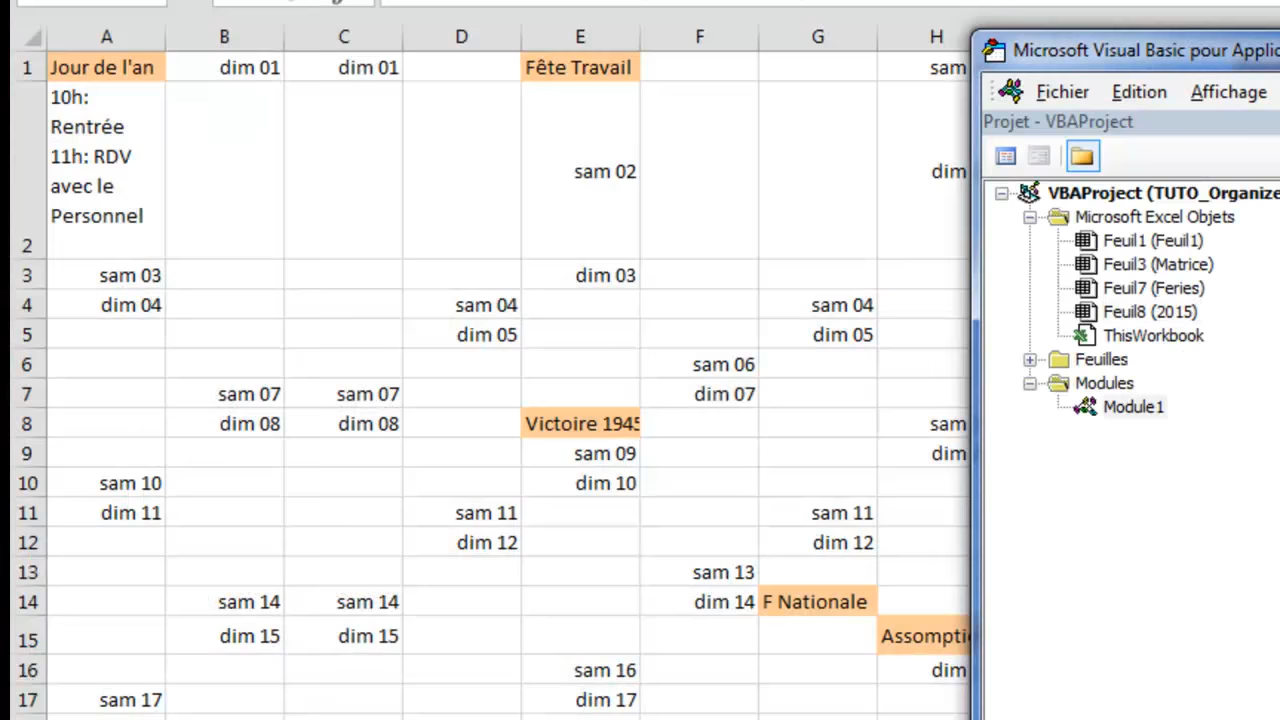 A B C D E F G H
1 Jour de l'an dim 01 dim 01 Fête Travail sam
10h:
Rentrée
11h: RDV
avec le
Personnel
2 sam 02 dim
3 sam 03 dim 03
4 dim 04 sam 04 sam 04
5 dim 05 dim 05
6 sam 06
7 sam 07 sam 07 dim 07
8 dim 08 dim 08 Victoire 1945 sam
9 sam 09 dim
10 sam 10 dim 10
11 dim 11 sam 11 sam 11
12 dim 12 dim 12
13 sam 13
14 sam 14 sam 14 dim 14 F Nationale
15 dim 15 dim 15 Assompti
16 sam 16 dim
17 sam 17 dim 17
Microsoft Visual Basic pour Applic
Fichier Edition Affichage
Projet - VBAProject
VBAProject (TUTO_Organize
Microsoft Excel Objets
Feuil1 (Feuil1)
Feuil3 (Matrice)
Feuil7 (Feries)
Feuil8 (2015)
ThisWorkbook
Feuilles
Modules
Module1